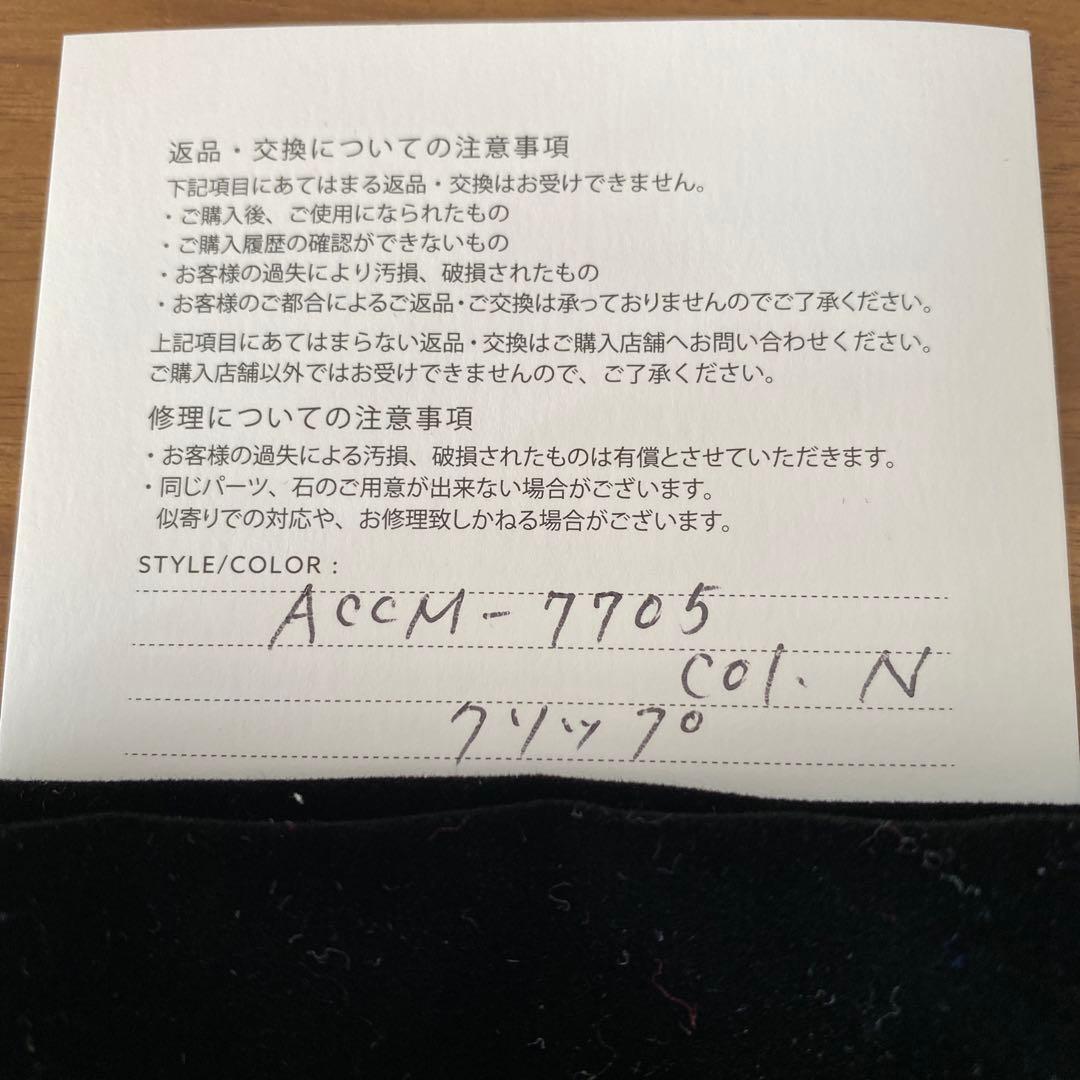 返品・交換についての注意事項
下記項目にあてはまる返品・交換はお受けできません。
・ご購入後、ご使用になられたもの
・ご購入履歴の確認ができないもの
・お客様の過失により汚損、破損されたもの
・お客様のご都合によるご返品・ご交換は承っておりませんのでご了承ください。
上記項目にあてはまらない返品・交換はご購入店舗へお問い合わせください。
ご購入店舗以外ではお受けできませんので、ご了承ください。
修理についての注意事項
・お客様の過失による汚損、破損されたものは有償とさせていただきます。
・同じパーツ、石のご用意が出来ない場合がございます。
似寄りでの対応や、お修理致しかねる場合がございます。
STYLE/COLOR :
ACCM-7705
col. N
クリップ